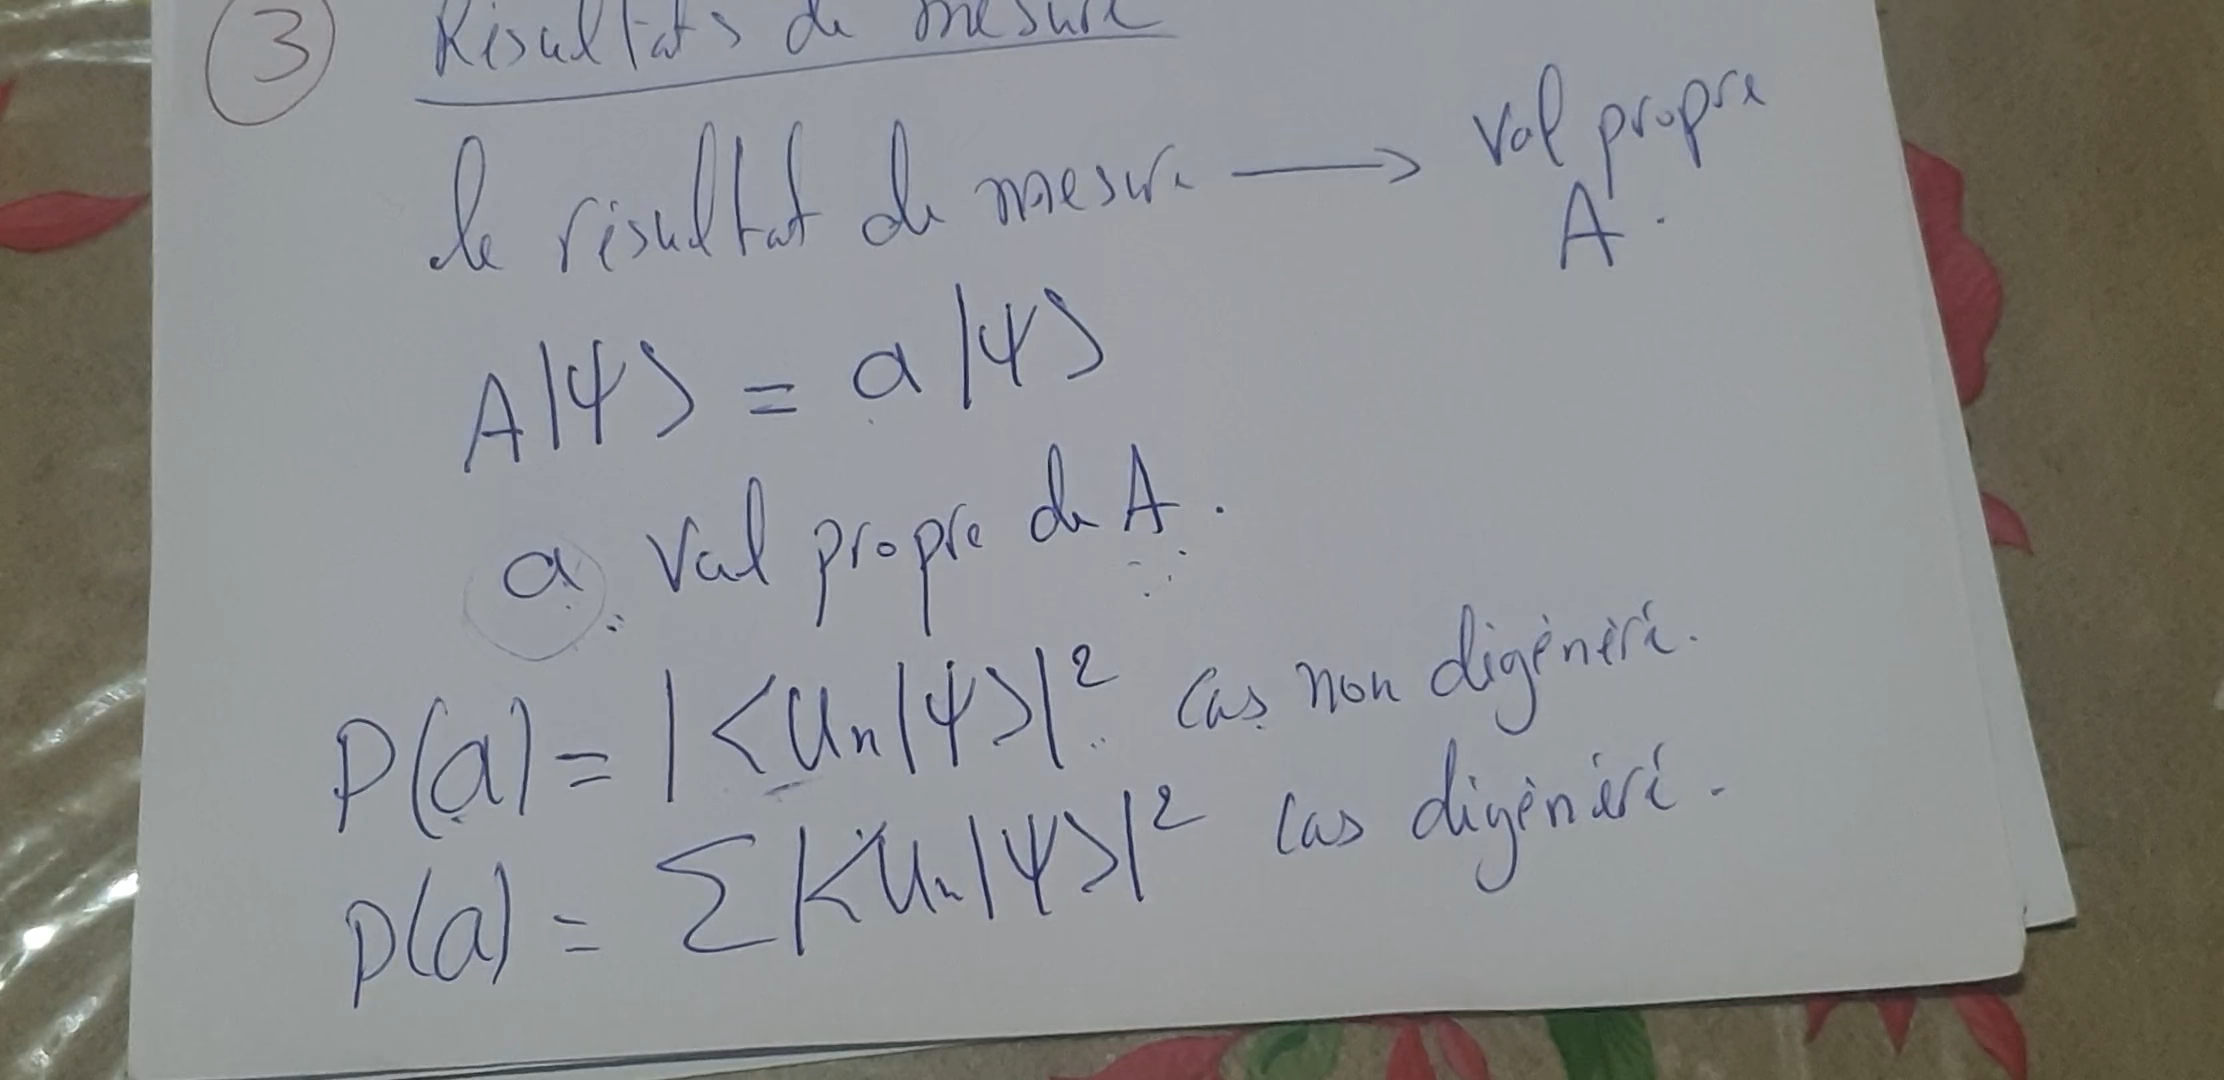 ③ Résultats de mesure
le résultat de mesure → Val propre
A.
A|Ψ> = a|Ψ>
a Val propre de A.
P(a) = |<Un|Ψ>|² Cas non dégénéré.
P(a) = Σ|<Un|Ψ>|² Cas dégénéré.